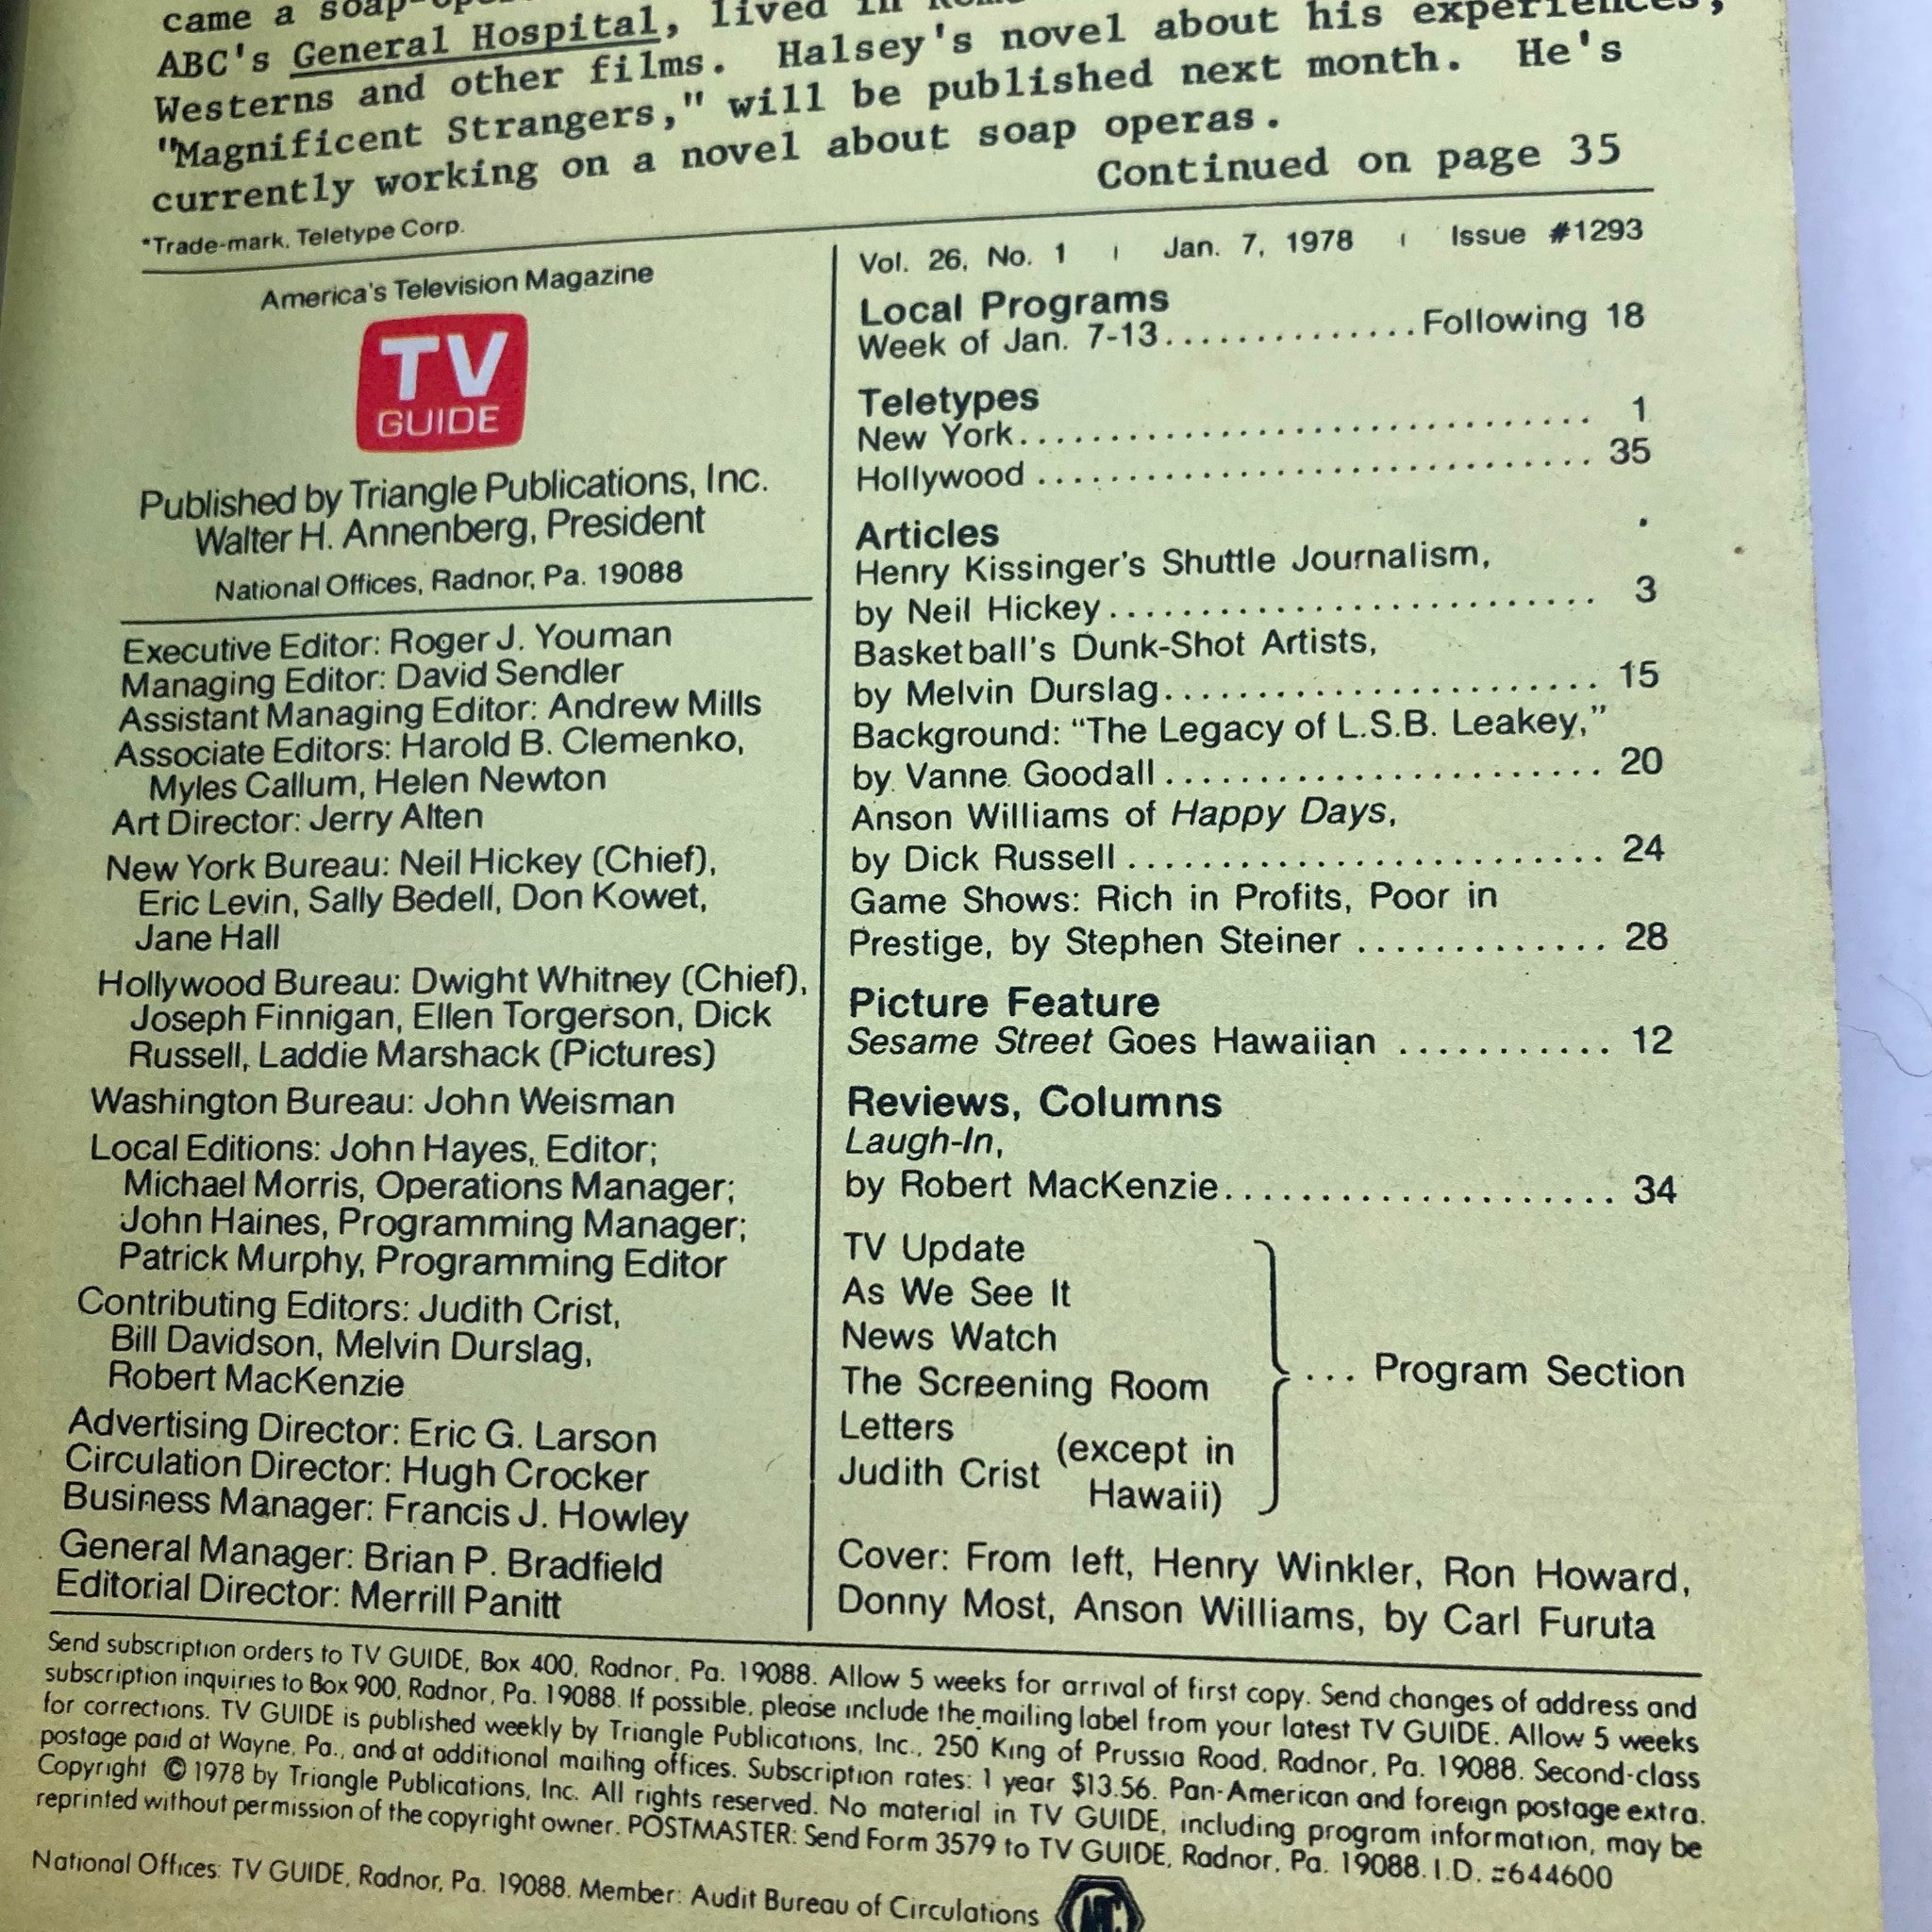 came a soap-
ABC's General Hospital, lived in
Westerns and other films. Halsey's novel about his experiences,
"Magnificent Strangers," will be published next month. He's
currently working on a novel about soap operas.
Continued on page 35
*Trade-mark, Teletype Corp.
America's Television Magazine
TV
GUIDE
Published by Triangle Publications, Inc.
Walter H. Annenberg, President
National Offices, Radnor, Pa. 19088
Executive Editor: Roger J. Youman
Managing Editor: David Sendler
Assistant Managing Editor: Andrew Mills
Associate Editors: Harold B. Clemenko,
Myles Callum, Helen Newton
Art Director: Jerry Alten
New York Bureau: Neil Hickey (Chief),
Eric Levin, Sally Bedell, Don Kowet,
Jane Hall
Hollywood Bureau: Dwight Whitney (Chief),
Joseph Finnigan, Ellen Torgerson, Dick
Russell, Laddie Marshack (Pictures)
Washington Bureau: John Weisman
Local Editions: John Hayes, Editor;
Michael Morris, Operations Manager;
John Haines, Programming Manager;
Patrick Murphy, Programming Editor
Contributing Editors: Judith Crist,
Bill Davidson, Melvin Durslag,
Robert MacKenzie
Advertising Director: Eric G. Larson
Circulation Director: Hugh Crocker
Business Manager: Francis J. Howley
General Manager: Brian P. Bradfield
Editorial Director: Merrill Panitt
Vol. 26, No. 1 | Jan. 7, 1978 | Issue #1293
Local Programs
Week of Jan. 7-13..............Following 18
Teletypes
New York................................ 1
Hollywood ............................... 35
Articles
Henry Kissinger's Shuttle Journalism,
by Neil Hickey.......................... 3
Basketball's Dunk-Shot Artists,
by Melvin Durslag....................... 15
Background: "The Legacy of L.S.B. Leakey,"
by Vanne Goodall ....................... 20
Anson Williams of Happy Days,
by Dick Russell ......................... 24
Game Shows: Rich in Profits, Poor in
Prestige, by Stephen Steiner ............. 28
Picture Feature
Sesame Street Goes Hawaiian ........... 12
Reviews, Columns
Laugh-In,
by Robert MacKenzie.................... 34
TV Update
As We See It
News Watch
The Screening Room
Letters
Judith Crist (except in
Hawaii)
... Program Section
Cover: From left, Henry Winkler, Ron Howard,
Donny Most, Anson Williams, by Carl Furuta
Send subscription orders to TV GUIDE, Box 400, Radnor, Pa. 19088. Allow 5 weeks for arrival of first copy. Send changes of address and
subscription inquiries to Box 900, Radnor, Pa. 19088. If possible, please include the mailing label from your latest TV GUIDE. Allow 5 weeks
for corrections. TV GUIDE is published weekly by Triangle Publications, Inc., 250 King of Prussia Road, Radnor, Pa. 19088. Second-class
postage paid at Wayne, Pa., and at additional mailing offices. Subscription rates: 1 year $13.56. Pan-American and foreign postage extra.
Copyright © 1978 by Triangle Publications, Inc. All rights reserved. No material in TV GUIDE, including program information, may be
reprinted without permission of the copyright owner. POSTMASTER: Send Form 3579 to TV GUIDE, Radnor, Pa. 19088. I.D. #644600
National Offices: TV GUIDE, Radnor, Pa. 19088. Member: Audit Bureau of Circulations